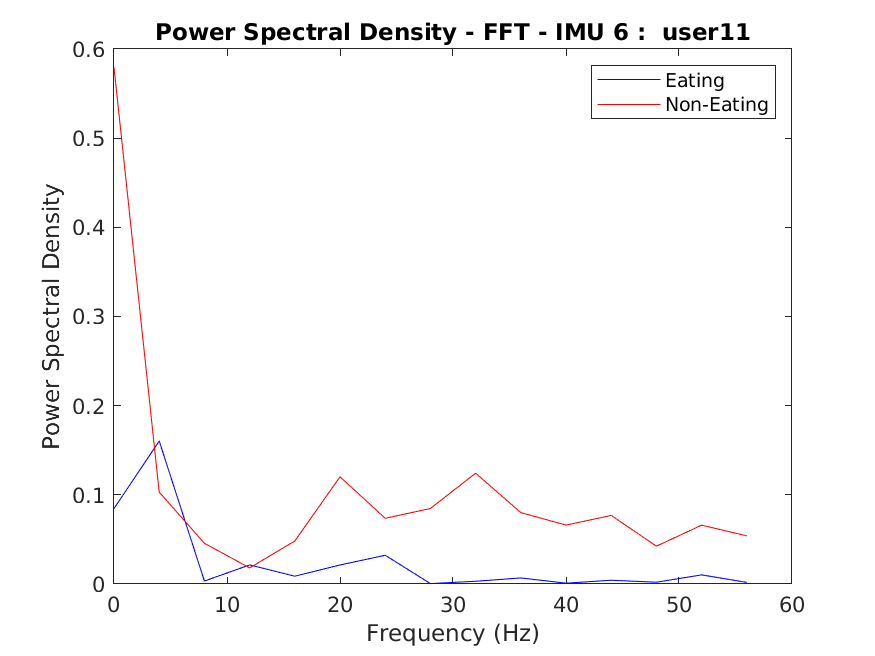 Power Spectral Density - FFT - IMU 6 :  user11
Eating
Non-Eating
Power Spectral Density
0.6
0.5
0.4
0.3
0.2
0.1
0
0 10 20 30 40 50 60
Frequency (Hz)